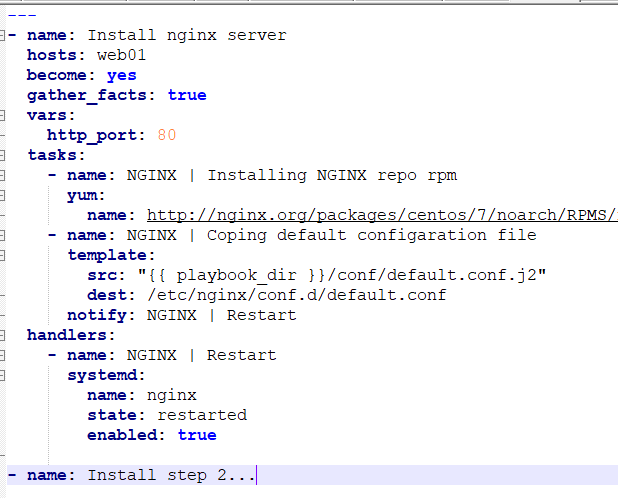 ---
- name: Install nginx server
  hosts: web01
  become: yes
  gather_facts: true
  vars:
    http_port: 80
  tasks:
    - name: NGINX | Installing NGINX repo rpm
      yum:
        name: http://nginx.org/packages/centos/7/noarch/RPMS/
    - name: NGINX | Coping default configaration file
      template:
        src: "{{ playbook_dir }}/conf/default.conf.j2"
        dest: /etc/nginx/conf.d/default.conf
      notify: NGINX | Restart
  handlers:
    - name: NGINX | Restart
      systemd:
        name: nginx
        state: restarted
        enabled: true
- name: Install step 2...